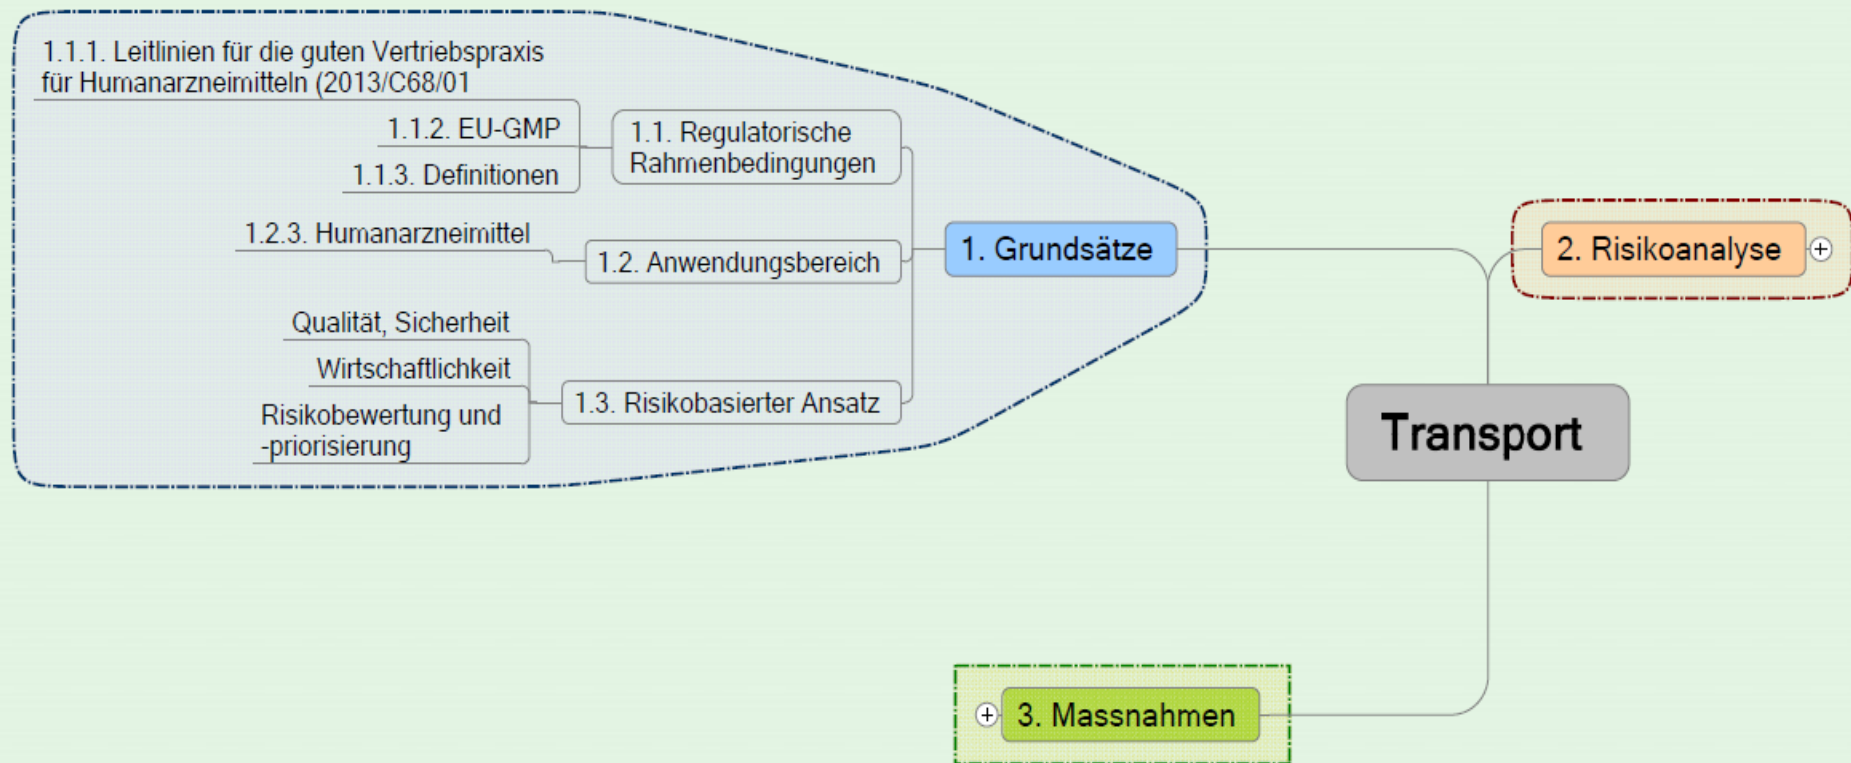 1.1.1. Leitlinien für die guten Vertriebspraxis
für Humanarzneimitteln (2013/C68/01
1.1.2. EU-GMP
1.1.3. Definitionen
1.1. Regulatorische
Rahmenbedingungen
1.2.3. Humanarzneimittel
1.2. Anwendungsbereich
Qualität, Sicherheit
Wirtschaftlichkeit
Risikobewertung und
-priorisierung
1.3. Risikobasierter Ansatz
1. Grundsätze
2. Risikoanalyse
Transport
3. Massnahmen